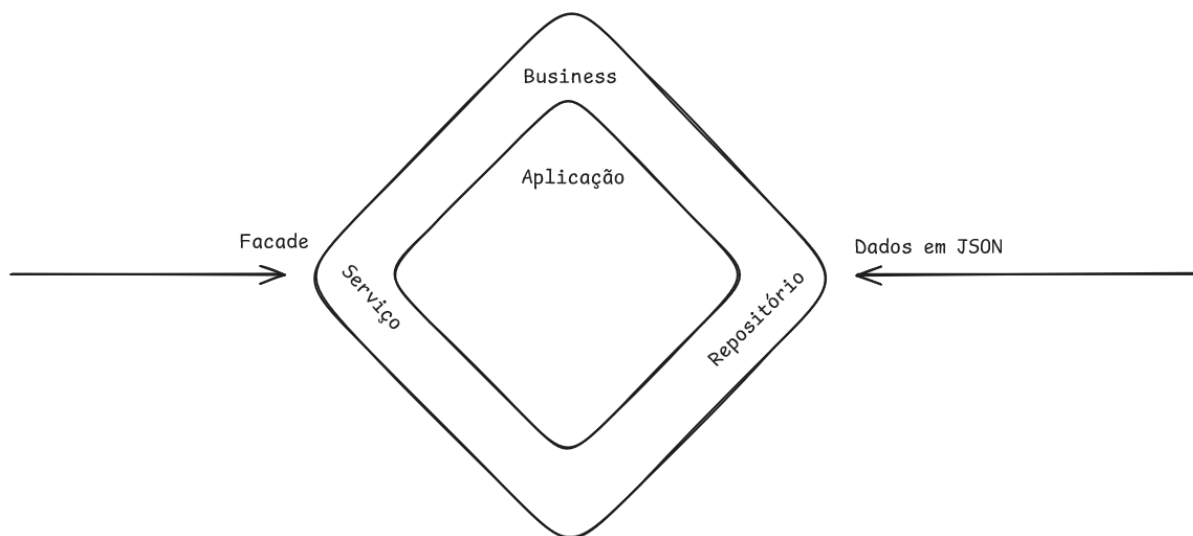 Business
Aplicação
Facade
Dados em JSON
Serviço
Repositório